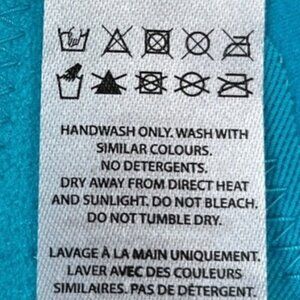 HANDWASH ONLY. WASH WITH
SIMILAR COLOURS.
NO DETERGENTS.
DRY AWAY FROM DIRECT HEAT
AND SUNLIGHT. DO NOT BLEACH.
DO NOT TUMBLE DRY.
LAVAGE À LA MAIN UNIQUEMENT.
LAVER AVEC DES COULEURS
SIMILAIRES. PAS DE DÉTERGENT.